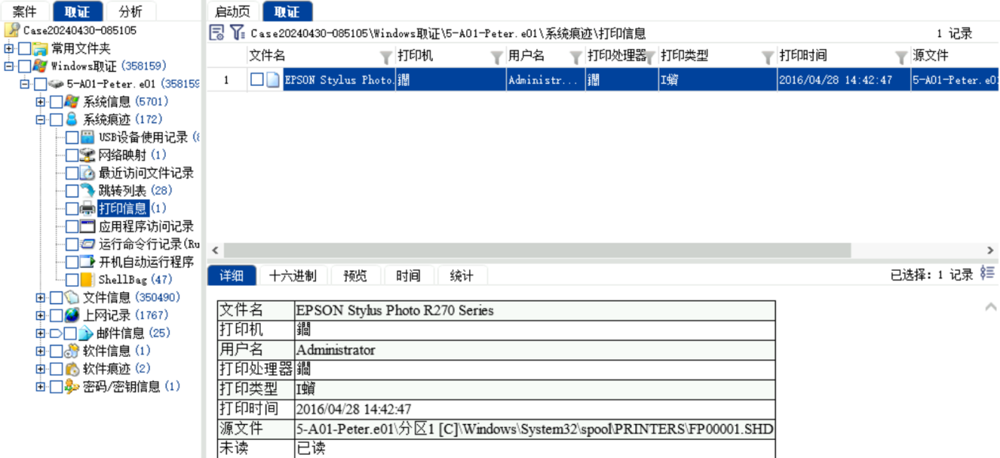 案件 取证 分析
Case20240430-085105
常用文件夹
Windows取证 (358159)
5-A01-Peter.e01 (358159
系统信息 (5701)
系统痕迹 (172)
USB设备使用记录 (
网络映射 (1)
最近访问文件记录
跳转列表 (28)
打印信息 (1)
应用程序访问记录
运行命令行记录(Ru
开机自动运行程序
ShellBag (47)
文件信息 (350490)
上网记录 (1767)
邮件信息 (25)
软件信息 (1)
软件痕迹 (2)
密码/密钥信息 (1)
启动页 取证
Case20240430-085105\Windows取证\5-A01-Peter.e01\系统痕迹\打印信息 1 记录
文件名 打印机 用户名 打印处理器 打印类型 打印时间 源文件
1 EPSON Stylus Photo. 鐗 Administr... 鐗 I蠀 2016/04/28 14:42:47 5-A01-Peter.e0
详细 十六进制 预览 时间 统计 已选择: 1 记录
文件名 EPSON Stylus Photo R270 Series
打印机
用户名 Administrator
打印处理器
打印类型
打印时间 2016/04/28 14:42:47
源文件 5-A01-Peter.e01\分区1 [C]\Windows\System32\spool\PRINTERS\FP00001.SHD
未读 已读